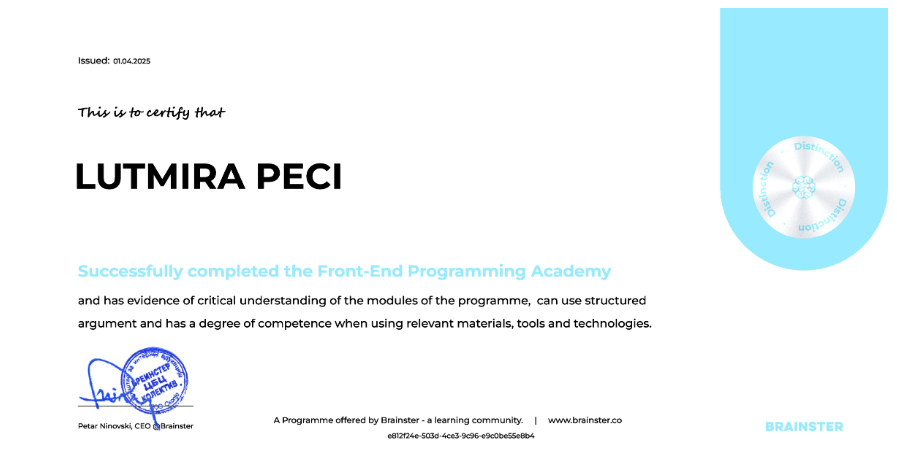 Issued: 01.04.2025
This is to certify that
LUTMIRA PECI
Distinction · Distinction · Distinction
Successfully completed the Front-End Programming Academy
and has evidence of critical understanding of the modules of the programme, can use structured
argument and has a degree of competence when using relevant materials, tools and technologies.
БРЕИНСТЕР
ЦБЦ
КОЛЕКТИВ
Petar Ninovski, CEO @Brainster
A Programme offered by Brainster - a learning community. | www.brainster.co
e812f24e-503d-4ce3-9c96-e9c0be55e8b4
BRAINSTER